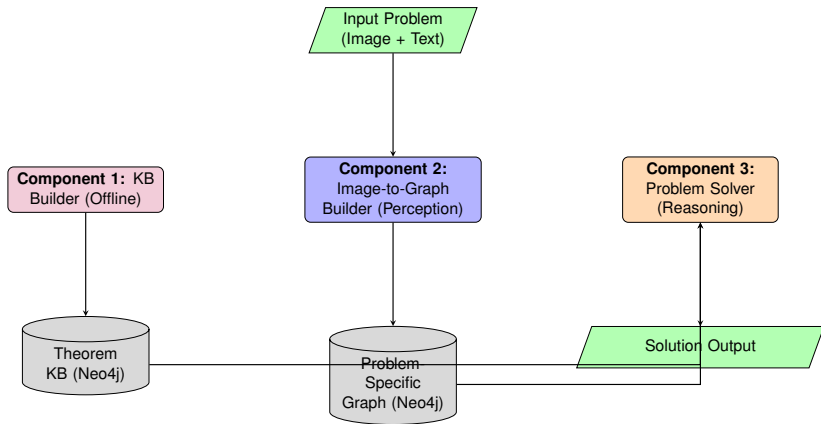 Input Problem
(Image + Text)
Component 1: KB
Builder (Offline)
Component 2:
Image-to-Graph
Builder (Perception)
Component 3:
Problem Solver
(Reasoning)
Theorem
KB (Neo4j)
Problem-
Specific
Graph (Neo4j)
Solution Output